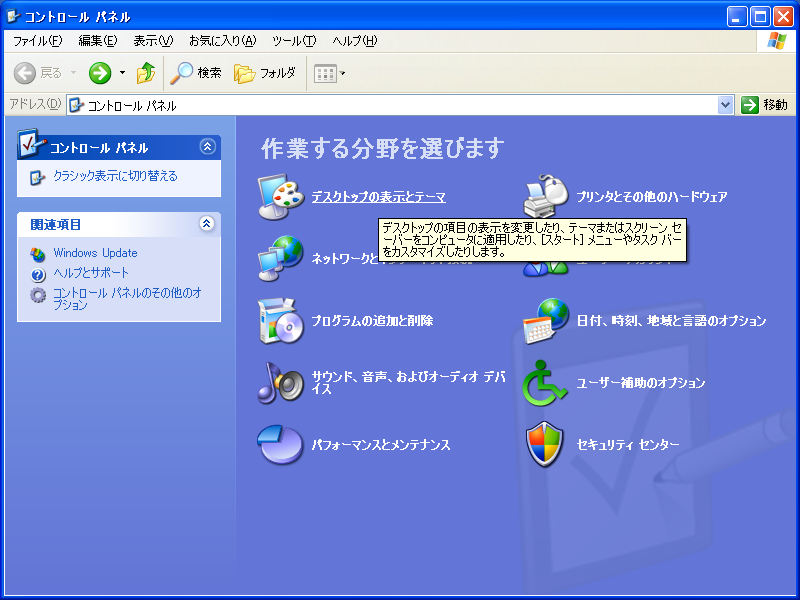 コントロール パネル
ファイル(F) 編集(E) 表示(V) お気に入り(A) ツール(T) ヘルプ(H)
戻る 検索 フォルダ
アドレス(D) コントロール パネル 移動
コントロール パネル
クラシック表示に切り替える
関連項目
Windows Update
ヘルプとサポート
コントロール パネルのその他のオ
プション
作業する分野を選びます
デスクトップの表示とテーマ
プリンタとその他のハードウェア
デスクトップの項目の表示を変更したり、テーマまたはスクリーン セ
ーバーをコンピュータに適用したり、[スタート] メニューやタスク バー
をカスタマイズしたりします。
ネットワークと
プログラムの追加と削除
日付、時刻、地域と言語のオプション
サウンド、音声、およびオーディオ デバ
イス
ユーザー補助のオプション
パフォーマンスとメンテナンス
セキュリティ センター